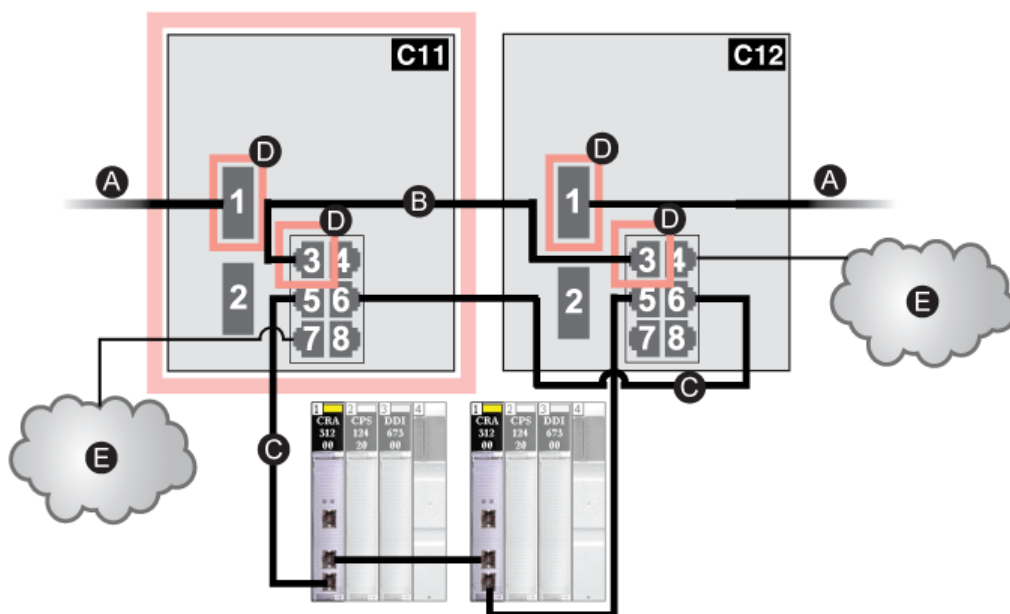 C11
C12
D
D
A
1
B
1
A
D
D
3 4
3 4
2
5 6
2
5 6
E
7 8
7 8
C
1 2 3 4
1 2 3 4
CRA CPS DDI
312 124 673
00 20 00
CRA CPS DDI
312 124 673
00 20 00
C
E